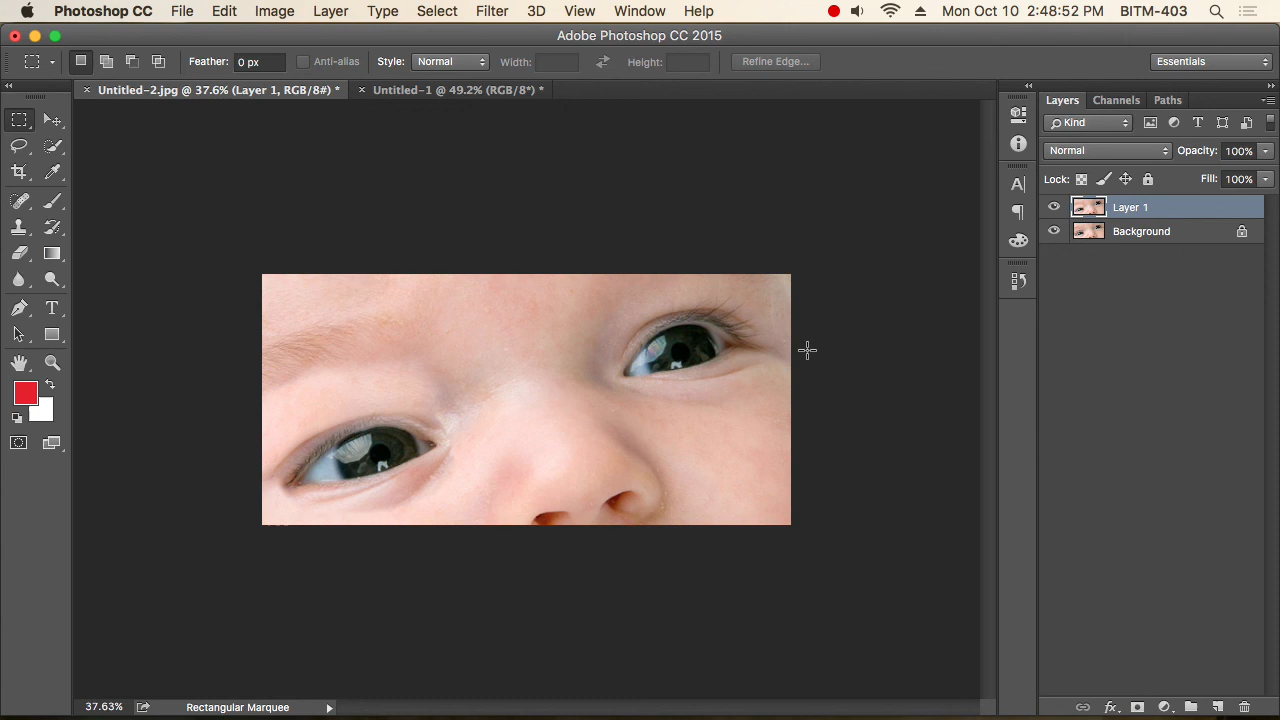 Photoshop CC File Edit Image Layer Type Select Filter 3D View Window Help Mon Oct 10 2:48:52 PM BITM-403
Adobe Photoshop CC 2015
Feather: 0 px Anti-alias Style: Normal Width: Height: Refine Edge... Essentials
Untitled-2.jpg @ 37.6% (Layer 1, RGB/8#) * Untitled-1 @ 49.2% (RGB/8*) *
Layers Channels Paths
Kind
Normal Opacity: 100%
Lock: Fill: 100%
Layer 1
Background
37.63% Rectangular Marquee